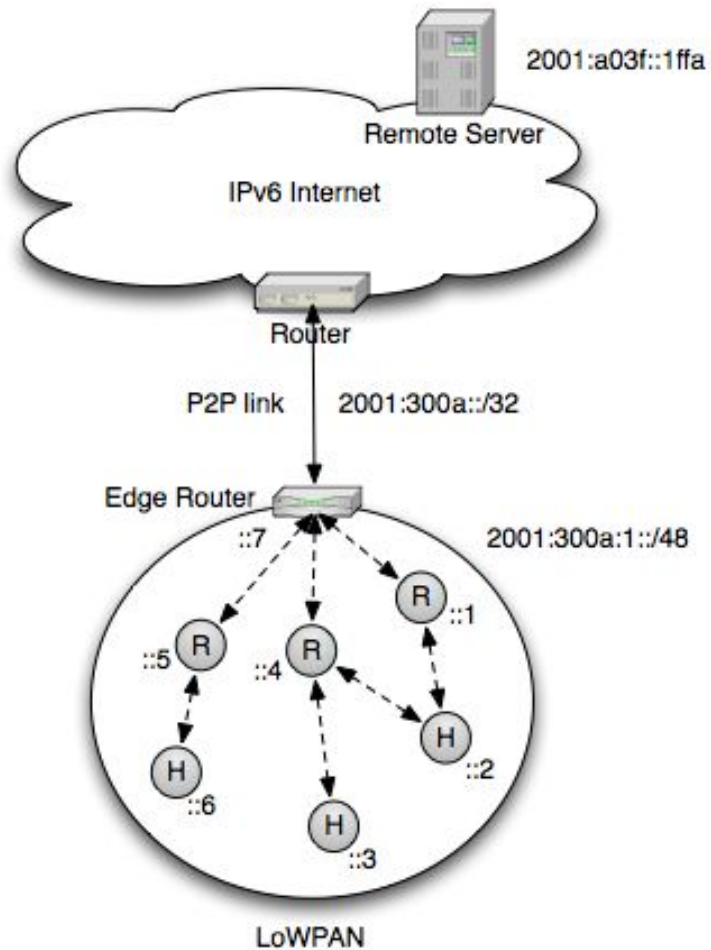 2001:a03f::1ffa
Remote Server
IPv6 Internet
Router
P2P link
2001:300a::/32
Edge Router
::7
2001:300a:1::/48
R
::1
R
::5
R
::4
H
::2
H
::6
H
::3
LoWPAN